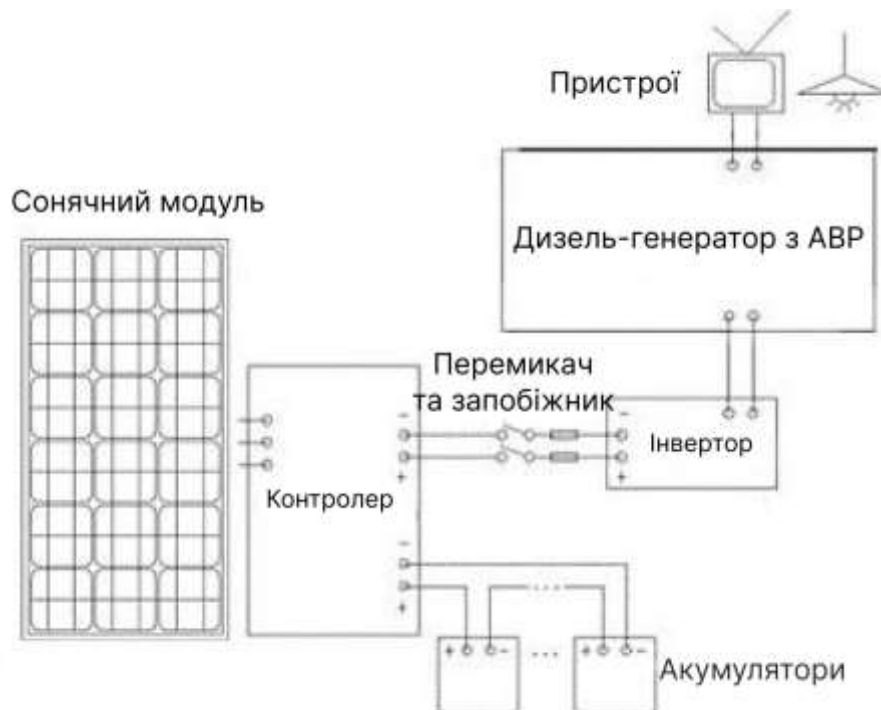 Пристрої
Сонячний модуль
Дизель-генератор з АВР
Перемикач
та запобіжник
-
-
Інвертор
+
+
Контролер
-
+
+ - ... + -
Акумулятори